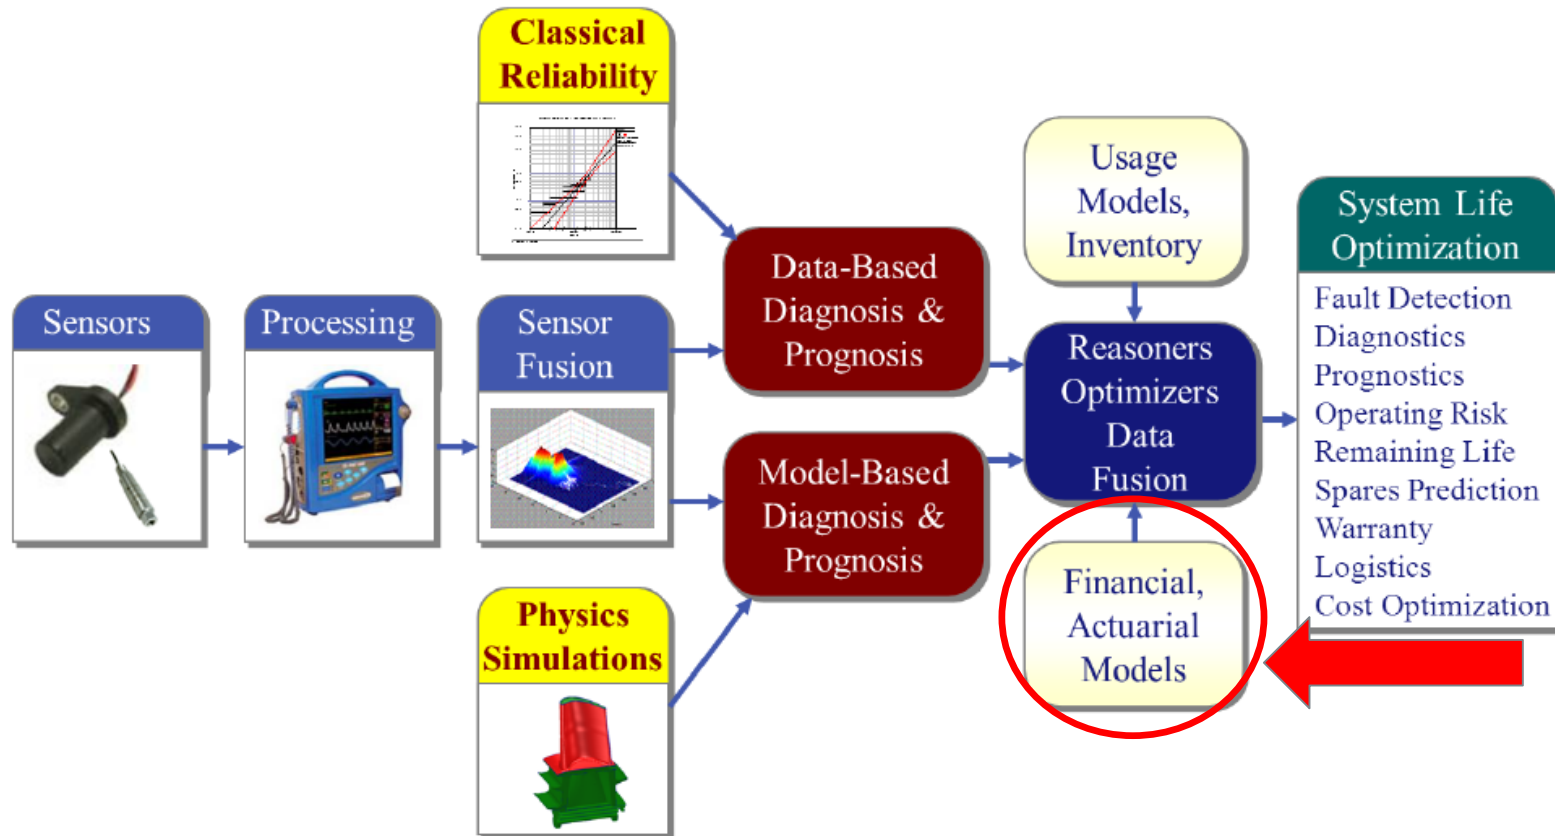 Classical
Reliability
Usage
Models,
Inventory
System Life
Optimization
Data-Based
Diagnosis &
Prognosis
Sensors
Processing
Sensor
Fusion
Reasoners
Optimizers
Data
Fusion
Fault Detection
Diagnostics
Prognostics
Operating Risk
Remaining Life
Spares Prediction
Warranty
Logistics
Cost Optimization
Model-Based
Diagnosis &
Prognosis
Financial,
Actuarial
Models
Physics
Simulations